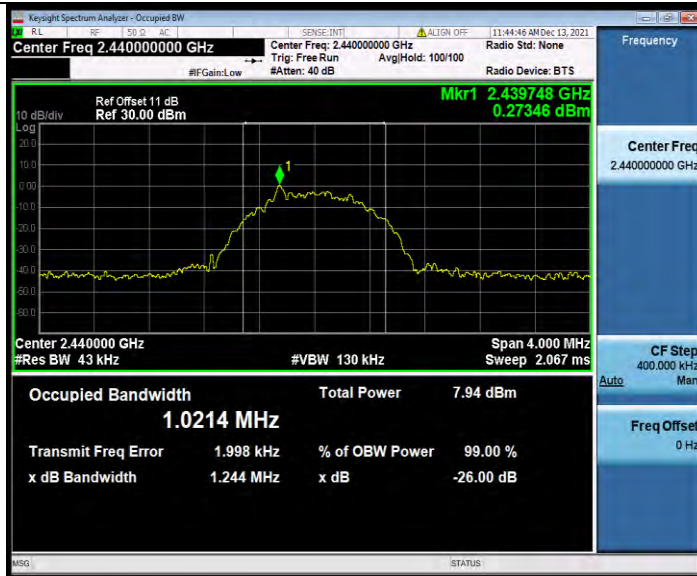 Keysight Spectrum Analyzer - Occupied BW
RL RF 50 Ω AC SENSE:INT ALIGN OFF 11:44:46 AM Dec 13, 2021
Center Freq 2.440000000 GHz Center Freq: 2.440000000 GHz Radio Std: None
Trig: Free Run Avg|Hold: 100/100
#IFGain:Low #Atten: 40 dB Radio Device: BTS
Frequency
Ref Offset 11 dB Mkr1 2.439748 GHz
10 dB/div Ref 30.00 dBm 0.27346 dBm
Log
20.0
10.0
1
0.00
-10.0
-20.0
-30.0
-40.0
-50.0
-60.0
Center 2.440000 GHz Span 4.000 MHz
#Res BW 43 kHz #VBW 130 kHz Sweep 2.067 ms
Occupied Bandwidth Total Power 7.94 dBm
1.0214 MHz
Transmit Freq Error 1.998 kHz % of OBW Power 99.00 %
x dB Bandwidth 1.244 MHz x dB -26.00 dB
Center Freq
2.440000000 GHz
CF Step
400.000 kHz
Auto Man
Freq Offset
0 Hz
MSG STATUS